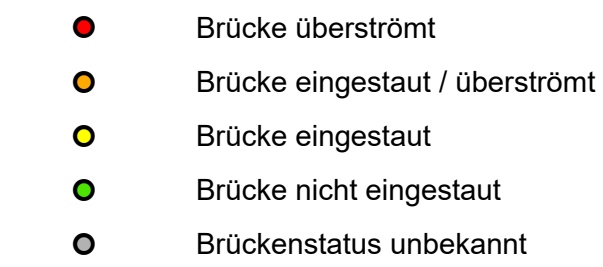 Brücke überströmt
Brücke eingestaut / überströmt
Brücke eingestaut
Brücke nicht eingestaut
Brückenstatus unbekannt